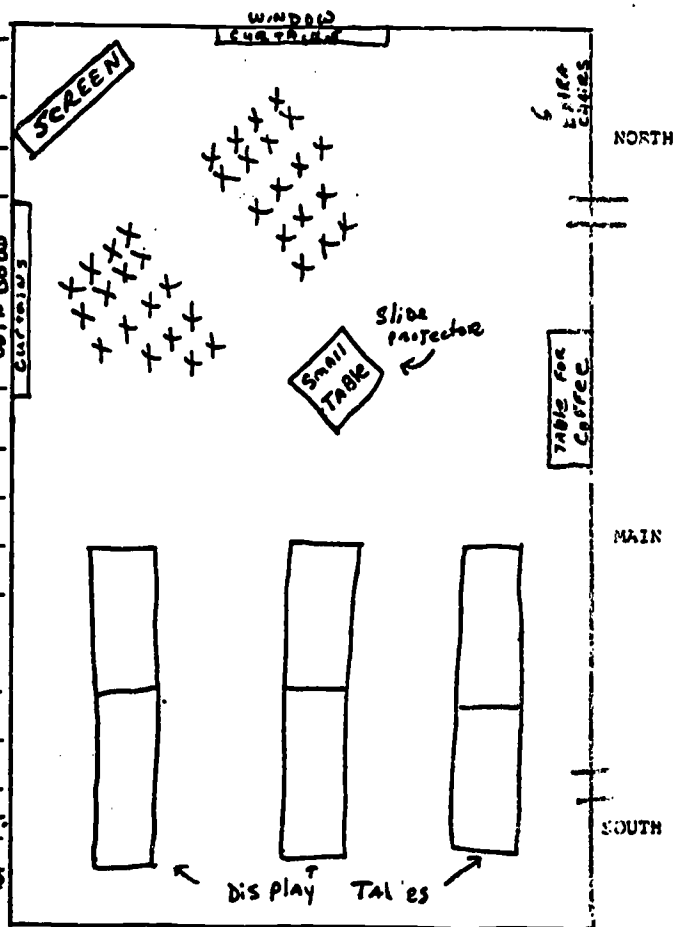 WINDOW
CURTAINS
SCREEN
6
EXTRA
CHAIRS
NORTH
WINDOW
CURTAINS
Slide
Projector
SMALL
TABLE
TABLE FOR
COFFEE
MAIN
SOUTH
Display Tables